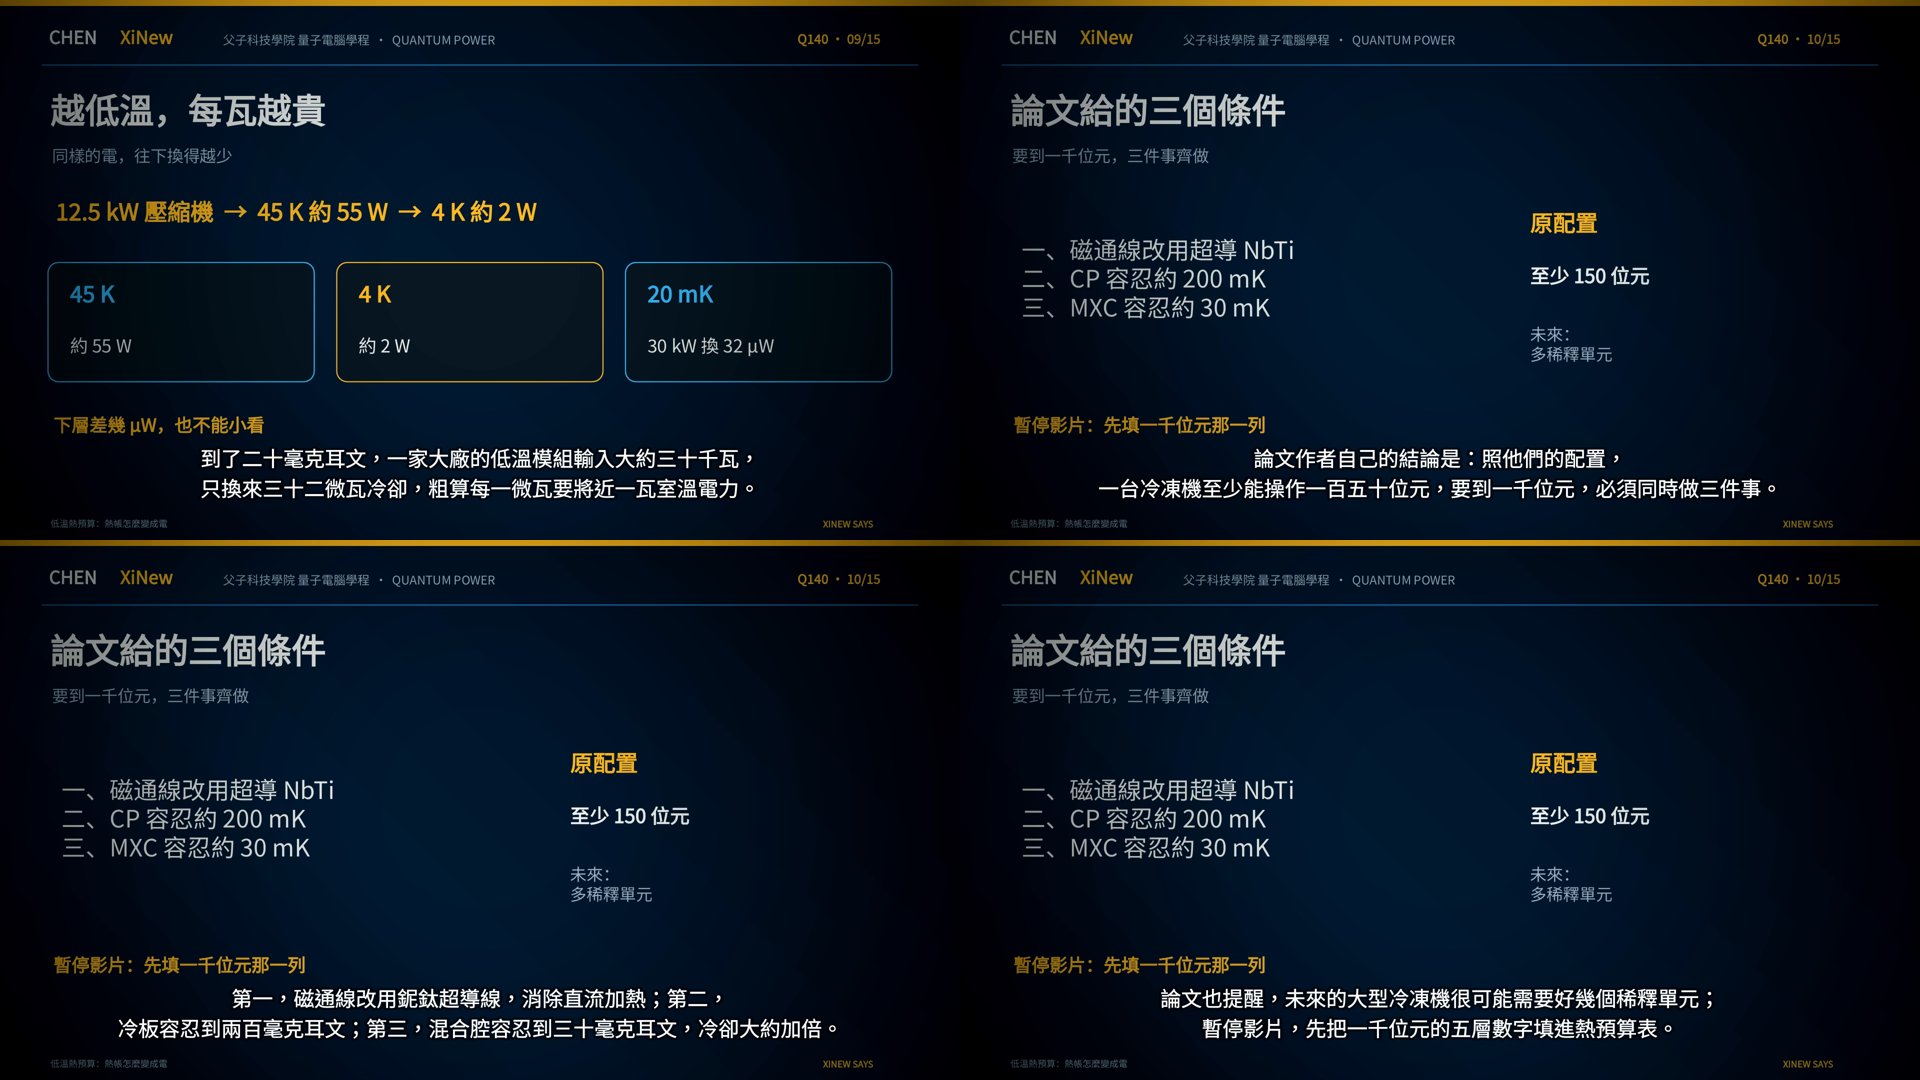 CHEN XiNew 父子科技學院 量子電腦學程 · QUANTUM POWER Q140 · 09/15
越低溫，每瓦越貴
同樣的電，往下換得越少
12.5 kW 壓縮機 → 45 K 約 55 W → 4 K 約 2 W
45 K
約 55 W
4 K
約 2 W
20 mK
30 kW 換 32 µW
下層差幾 µW，也不能小看
到了二十毫克耳文，一家大廠的低溫模組輸入大約三十千瓦，
只換來三十二微瓦冷卻，粗算每一微瓦要將近一瓦室溫電力。
低溫熱預算：熱帳怎麼變成電 XINEW SAYS
CHEN XiNew 父子科技學院 量子電腦學程 · QUANTUM POWER Q140 · 10/15
論文給的三個條件
要到一千位元，三件事齊做
一、磁通線改用超導 NbTi
二、CP 容忍約 200 mK
三、MXC 容忍約 30 mK
原配置
至少 150 位元
未來：
多稀釋單元
暫停影片：先填一千位元那一列
論文作者自己的結論是：照他們的配置，
一台冷凍機至少能操作一百五十位元，要到一千位元，必須同時做三件事。
低溫熱預算：熱帳怎麼變成電 XINEW SAYS
CHEN XiNew 父子科技學院 量子電腦學程 · QUANTUM POWER Q140 · 10/15
論文給的三個條件
要到一千位元，三件事齊做
一、磁通線改用超導 NbTi
二、CP 容忍約 200 mK
三、MXC 容忍約 30 mK
原配置
至少 150 位元
未來：
多稀釋單元
暫停影片：先填一千位元那一列
第一，磁通線改用鈮鈦超導線，消除直流加熱；第二，
冷板容忍到兩百毫克耳文；第三，混合腔容忍到三十毫克耳文，冷卻大約加倍。
低溫熱預算：熱帳怎麼變成電 XINEW SAYS
CHEN XiNew 父子科技學院 量子電腦學程 · QUANTUM POWER Q140 · 10/15
論文給的三個條件
要到一千位元，三件事齊做
一、磁通線改用超導 NbTi
二、CP 容忍約 200 mK
三、MXC 容忍約 30 mK
原配置
至少 150 位元
未來：
多稀釋單元
暫停影片：先填一千位元那一列
論文也提醒，未來的大型冷凍機很可能需要好幾個稀釋單元；
暫停影片，先把一千位元的五層數字填進熱預算表。
低溫熱預算：熱帳怎麼變成電 XINEW SAYS